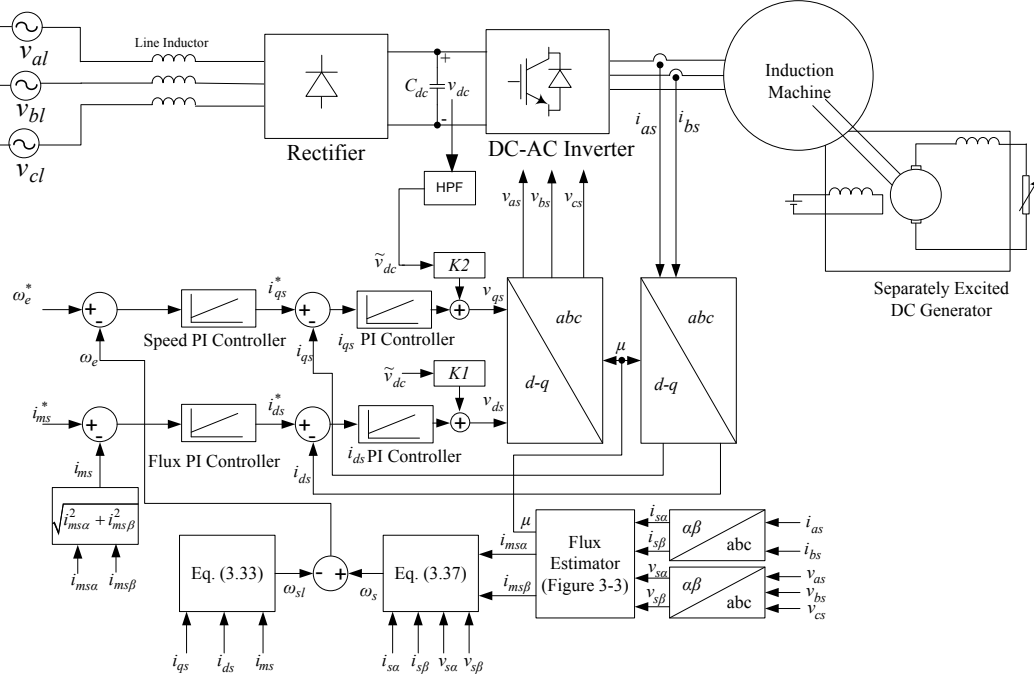 v_al
v_bl
v_cl
Line Inductor
Rectifier
C_dc
+
v_dc
-
DC-AC Inverter
Induction
Machine
i_as
i_bs
Separately Excited
DC Generator
HPF
v_as
v_bs
v_cs
ṽ_dc
K2
ω_e^*
+
-
ω_e
Speed PI Controller
i_qs^*
+
-
i_qs
i_qs PI Controller
+
v_qs
abc
d-q
μ
abc
d-q
ṽ_dc
K1
i_ms^*
+
-
i_ms
Flux PI Controller
i_ds^*
+
-
i_ds
i_ds PI Controller
+
v_ds
√i_msα^2 + i_msβ^2
i_msα
i_msβ
Eq. (3.33)
ω_sl
-
+
ω_s
Eq. (3.37)
i_msα
i_msβ
μ
Flux
Estimator
(Figure 3-3)
i_sα
i_sβ
v_sα
v_sβ
αβ
abc
αβ
abc
i_as
i_bs
v_as
v_bs
v_cs
i_qs
i_ds
i_ms
i_sα
i_sβ
v_sα
v_sβ